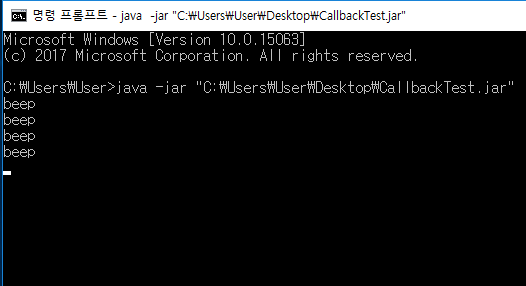 명령 프롬프트 - java -jar "C:₩Users₩User₩Desktop₩CallbackTest.jar"
Microsoft Windows [Version 10.0.15063]
(c) 2017 Microsoft Corporation. All rights reserved.
C:₩Users₩User>java -jar "C:₩Users₩User₩Desktop₩CallbackTest.jar"
beep
beep
beep
beep